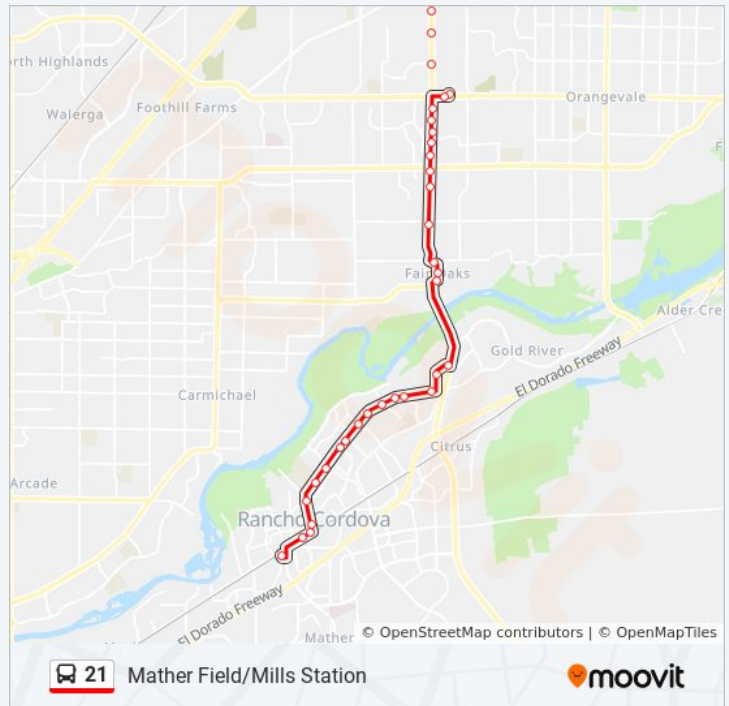 orth Highlands
Walerga
Foothill Farms
Orangevale
F
Fair Oaks
Alder Cre
Gold River
El Dorado Freeway
Carmichael
Citrus
Arcade
Rancho Cordova
El Dorado Freeway
Mather
© OpenStreetMap contributors | © OpenMapTiles
21 Mather Field/Mills Station
moovit